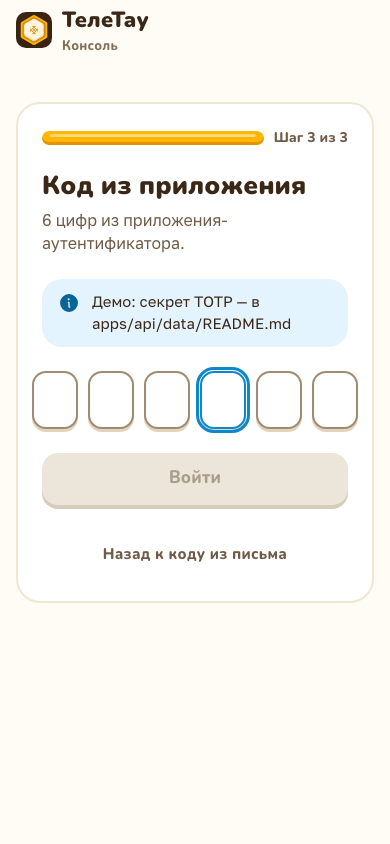 ТелеТау
Консоль
Шаг 3 из 3
Код из приложения
6 цифр из приложения-
аутентификатора.
Демо: секрет TOTP — в
apps/api/data/README.md
Войти
Назад к коду из письма